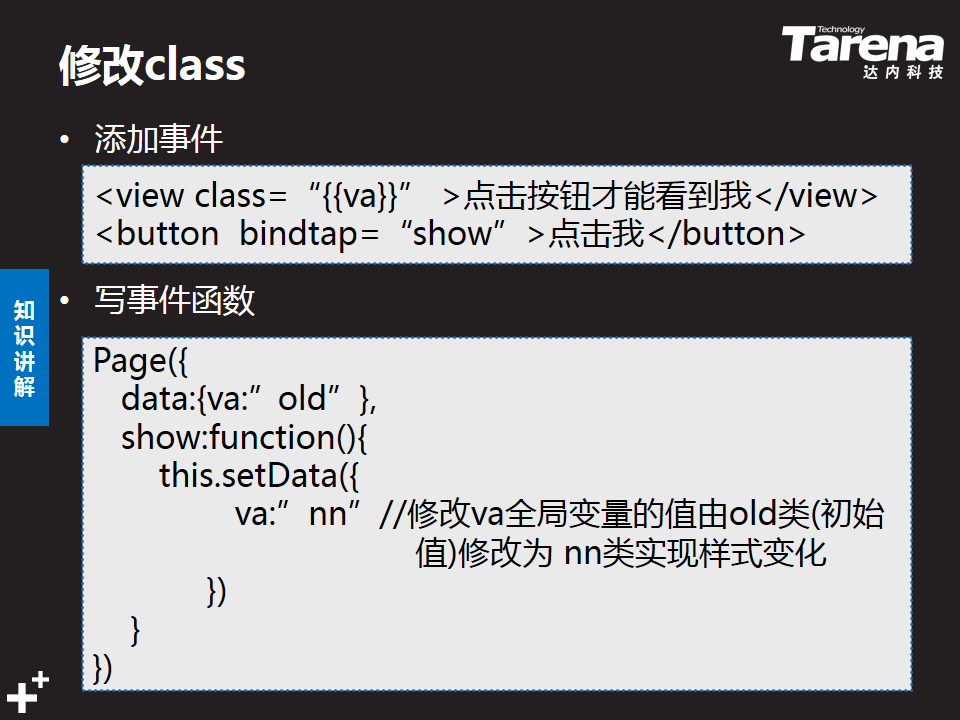 修改class
Technology
Tarena
达内科技
• 添加事件
<view class=“{{va}}” >点击按钮才能看到我</view>
<button bindtap=“show”>点击我</button>
知识讲解
• 写事件函数
Page({
data:{va:”old”},
show:function(){
this.setData({
va:”nn”//修改va全局变量的值由old类(初始
值)修改为 nn类实现样式变化
})
}
})